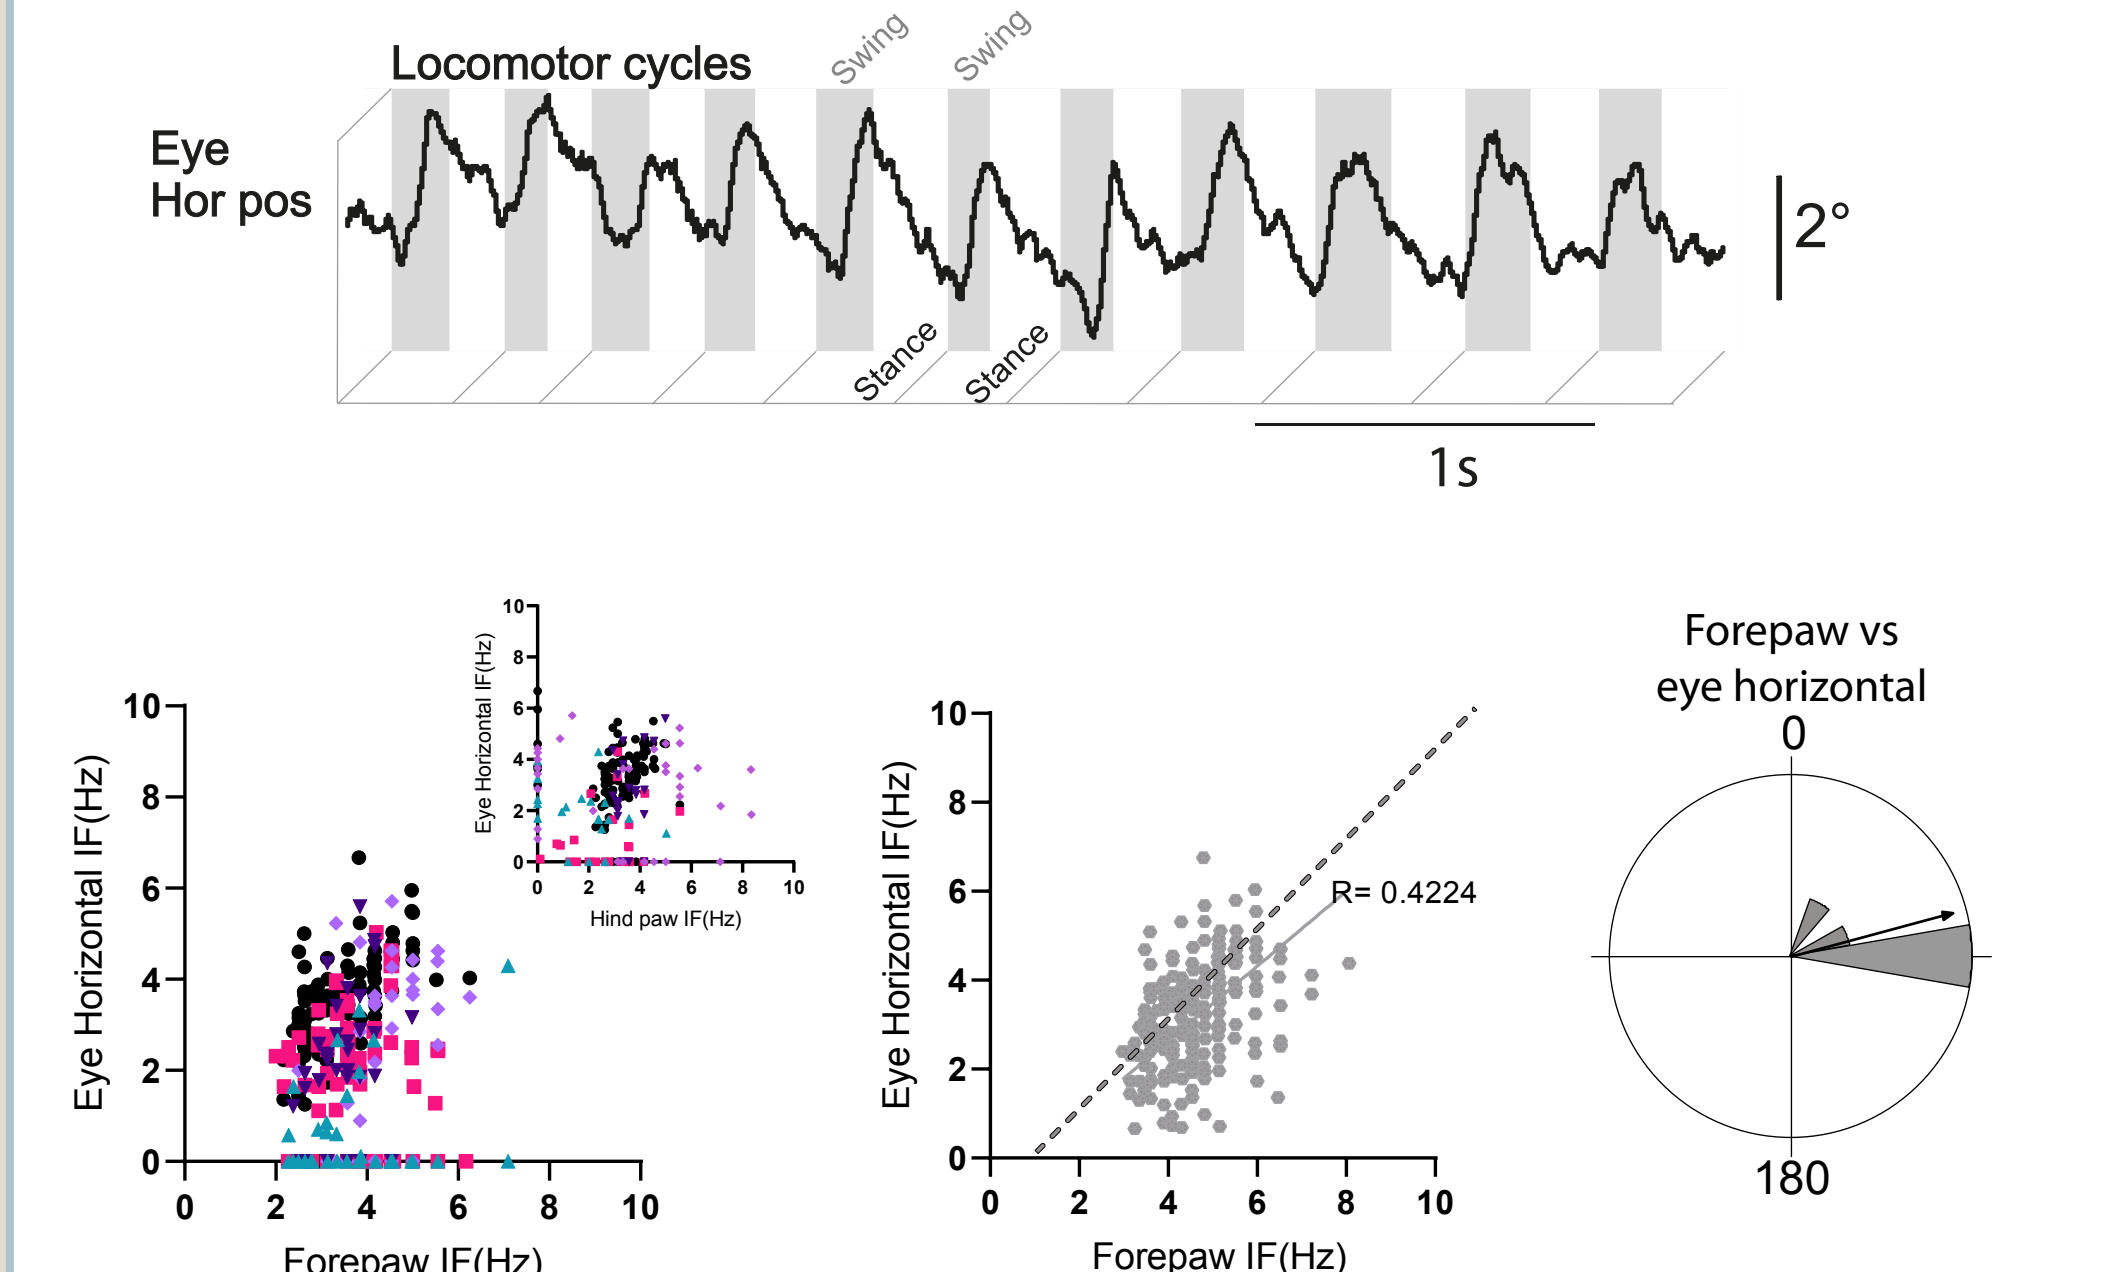 Locomotor cycles
Swing
Swing
Eye
Hor pos
2°
Stance
Stance
1s
Eye Horizontal IF(Hz)
10
8
6
4
2
0
0
2
4
6
8
10
Forepaw IF(Hz)
Eye Horizontal IF(Hz)
10
8
6
4
2
0
0
2
4
6
8
10
Hind paw IF(Hz)
Eye Horizontal IF(Hz)
10
8
6
4
2
0
R= 0.4224
0
2
4
6
8
10
Forepaw IF(Hz)
Forepaw vs
eye horizontal
0
180